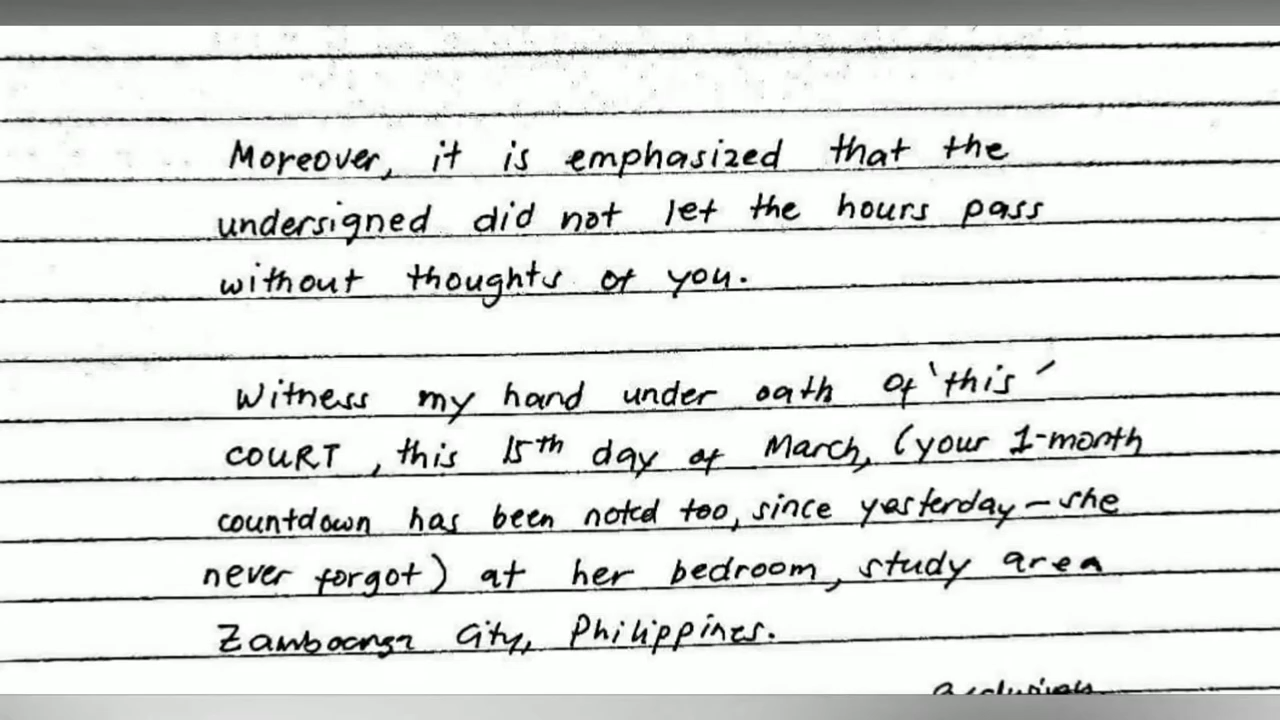 Moreover, it is emphasized that the
undersigned did not let the hours pass
without thoughts of you.
Witness my hand under oath of 'this'
COURT, this 15th day of March, (your 1-month
countdown has been noted too, since yesterday - she
never forgot) at her bedroom, study area
Zamboanga City, Philippines.